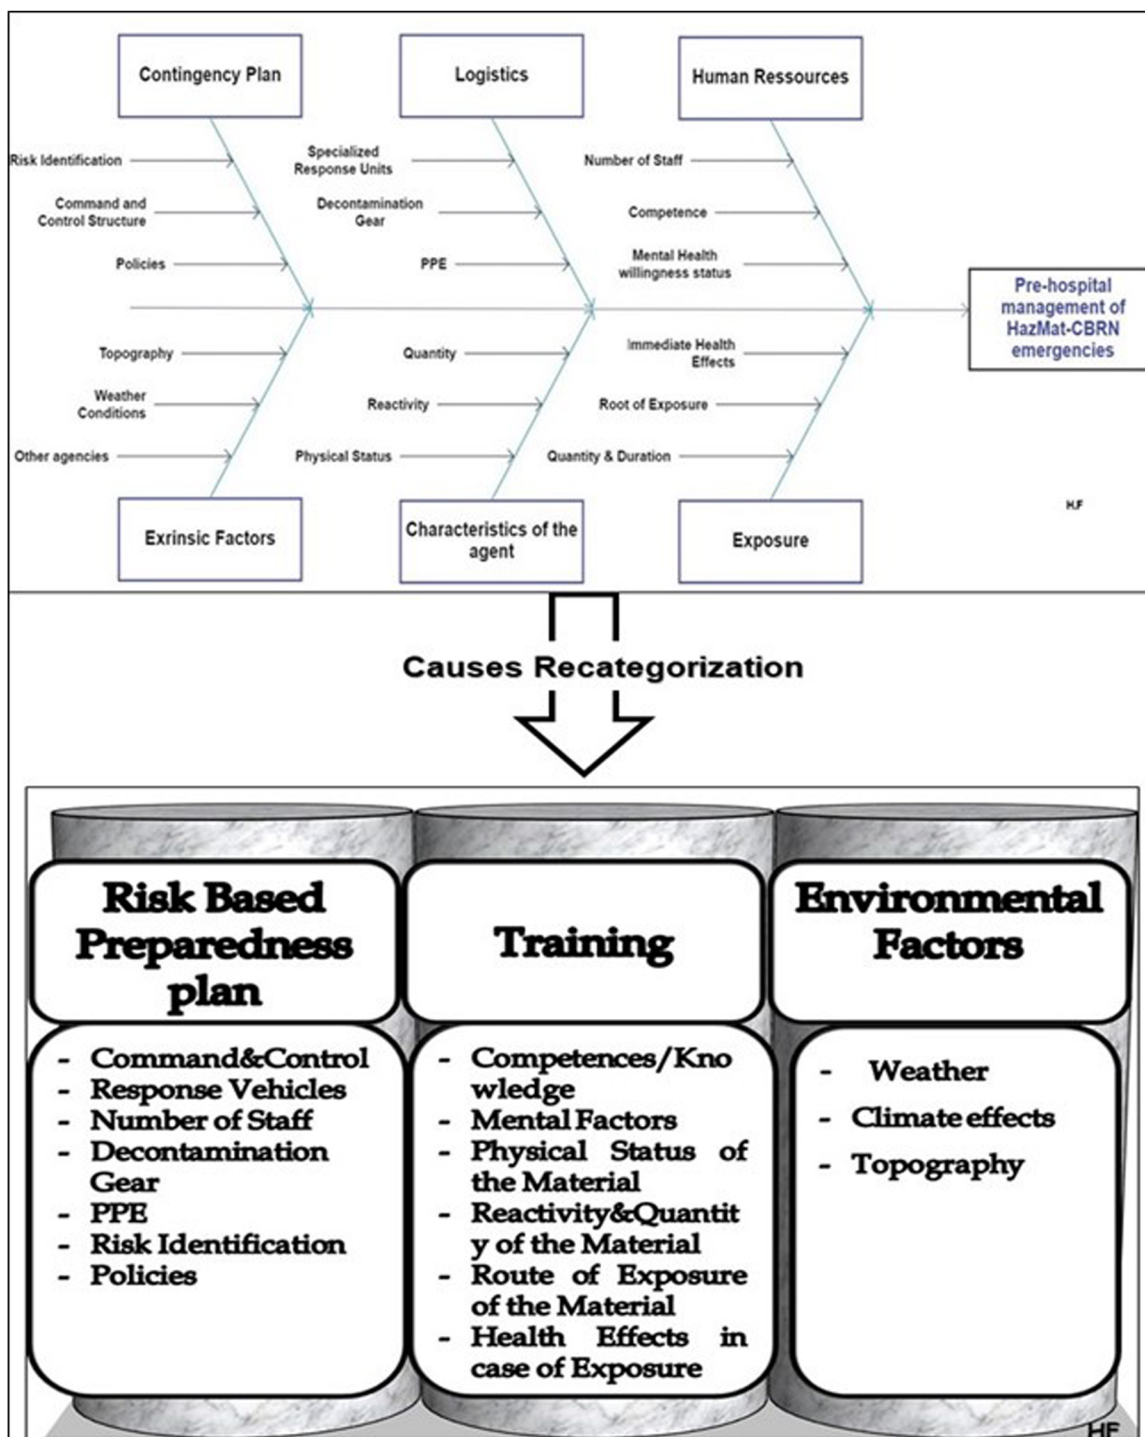 Contingency Plan
Logistics
Human Ressources
Risk Identification
Command and
Control Structure
Policies
Specialized
Response Units
Decontamination
Gear
PPE
Number of Staff
Competence
Mental Health
willingness status
Pre-hospital
management of
HazMat-CBRN
emergencies
Topography
Weather
Conditions
Other agencies
Quantity
Reactivity
Physical Status
Immediate Health
Effects
Root of Exposure
Quantity & Duration
Exrinsic Factors
Characteristics of the
agent
Exposure
H.F
Causes Recategorization
Risk Based
Preparedness
plan
- Command&Control
- Response Vehicles
- Number of Staff
- Decontamination
Gear
- PPE
- Risk Identification
- Policies
Training
- Competences/Kno
wledge
- Mental Factors
- Physical Status of
the Material
- Reactivity&Quantit
y of the Material
- Route of Exposure
of the Material
- Health Effects in
case of Exposure
Environmental
Factors
- Weather
- Climate effects
- Topography
HF